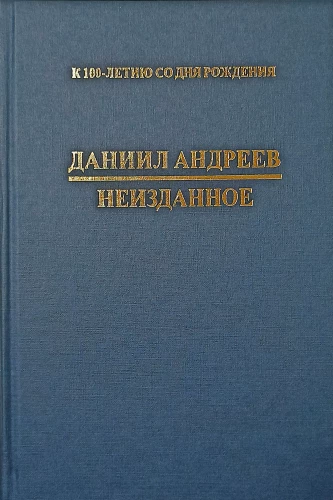 К 100-ЛЕТИЮ СО ДНЯ РОЖДЕНИЯ
ДАНИИЛ АНДРЕЕВ
НЕИЗДАННОЕ